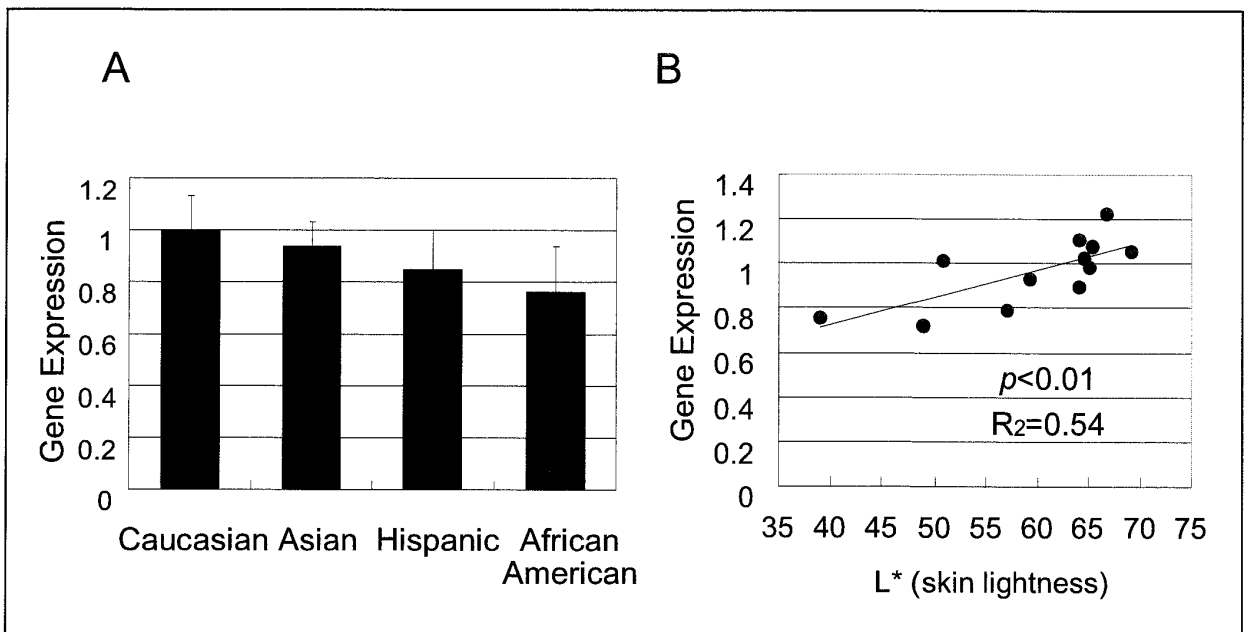 A
1.2
1
0.8
0.6
0.4
0.2
0
Gene Expression
Caucasian Asian Hispanic African
American
B
1.4
1.2
1
0.8
0.6
0.4
0.2
0
Gene Expression
p<0.01
R2=0.54
35 40 45 50 55 60 65 70 75
L* (skin lightness)